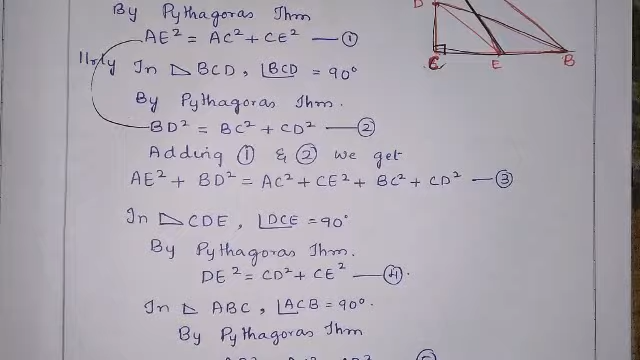 By Pythagoras Thm
AE² = AC² + CE² — ①
lllrly In ◺ BCD, ∠BCD = 90°
By Pythagoras Thm.
BD² = BC² + CD² — ②
Adding ① & ② we get
AE² + BD² = AC² + CE² + BC² + CD² — ③
In ◺ CDE, ∠DCE = 90°
By Pythagoras Thm.
DE² = CD² + CE² — ④.
In ◺ ABC, ∠ACB = 90°.
By Pythagoras Thm
D
C
E
B